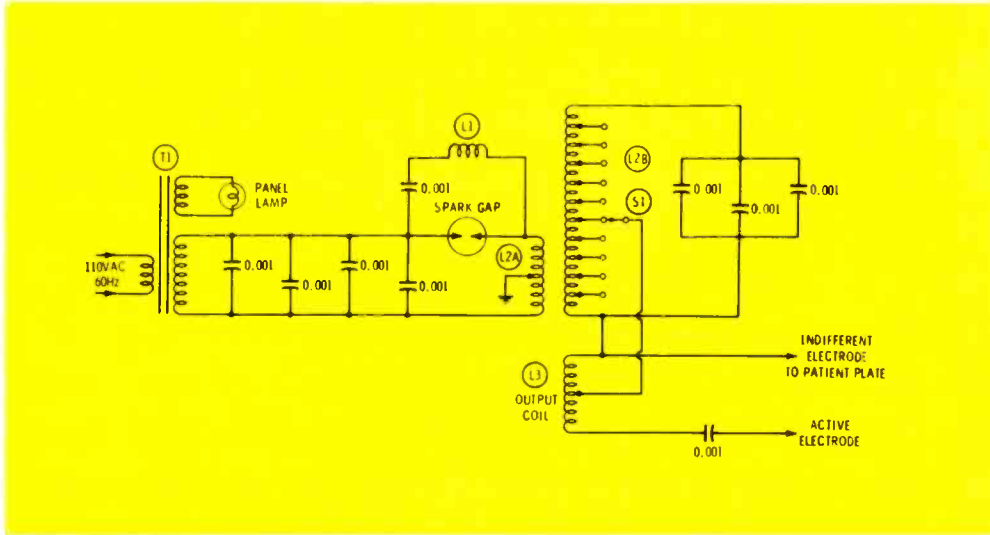 L1
T1
L2B
0.001
PANEL
LAMP
0.001
0.001
0.001
SPARK GAP
S1
0.001
110VAC
60Hz
L2A
0.001
0.001
0.001
0.001
INDIFFERENT
ELECTRODE
TO PATIENT PLATE
L3
OUTPUT
COIL
ACTIVE
ELECTRODE
0.001